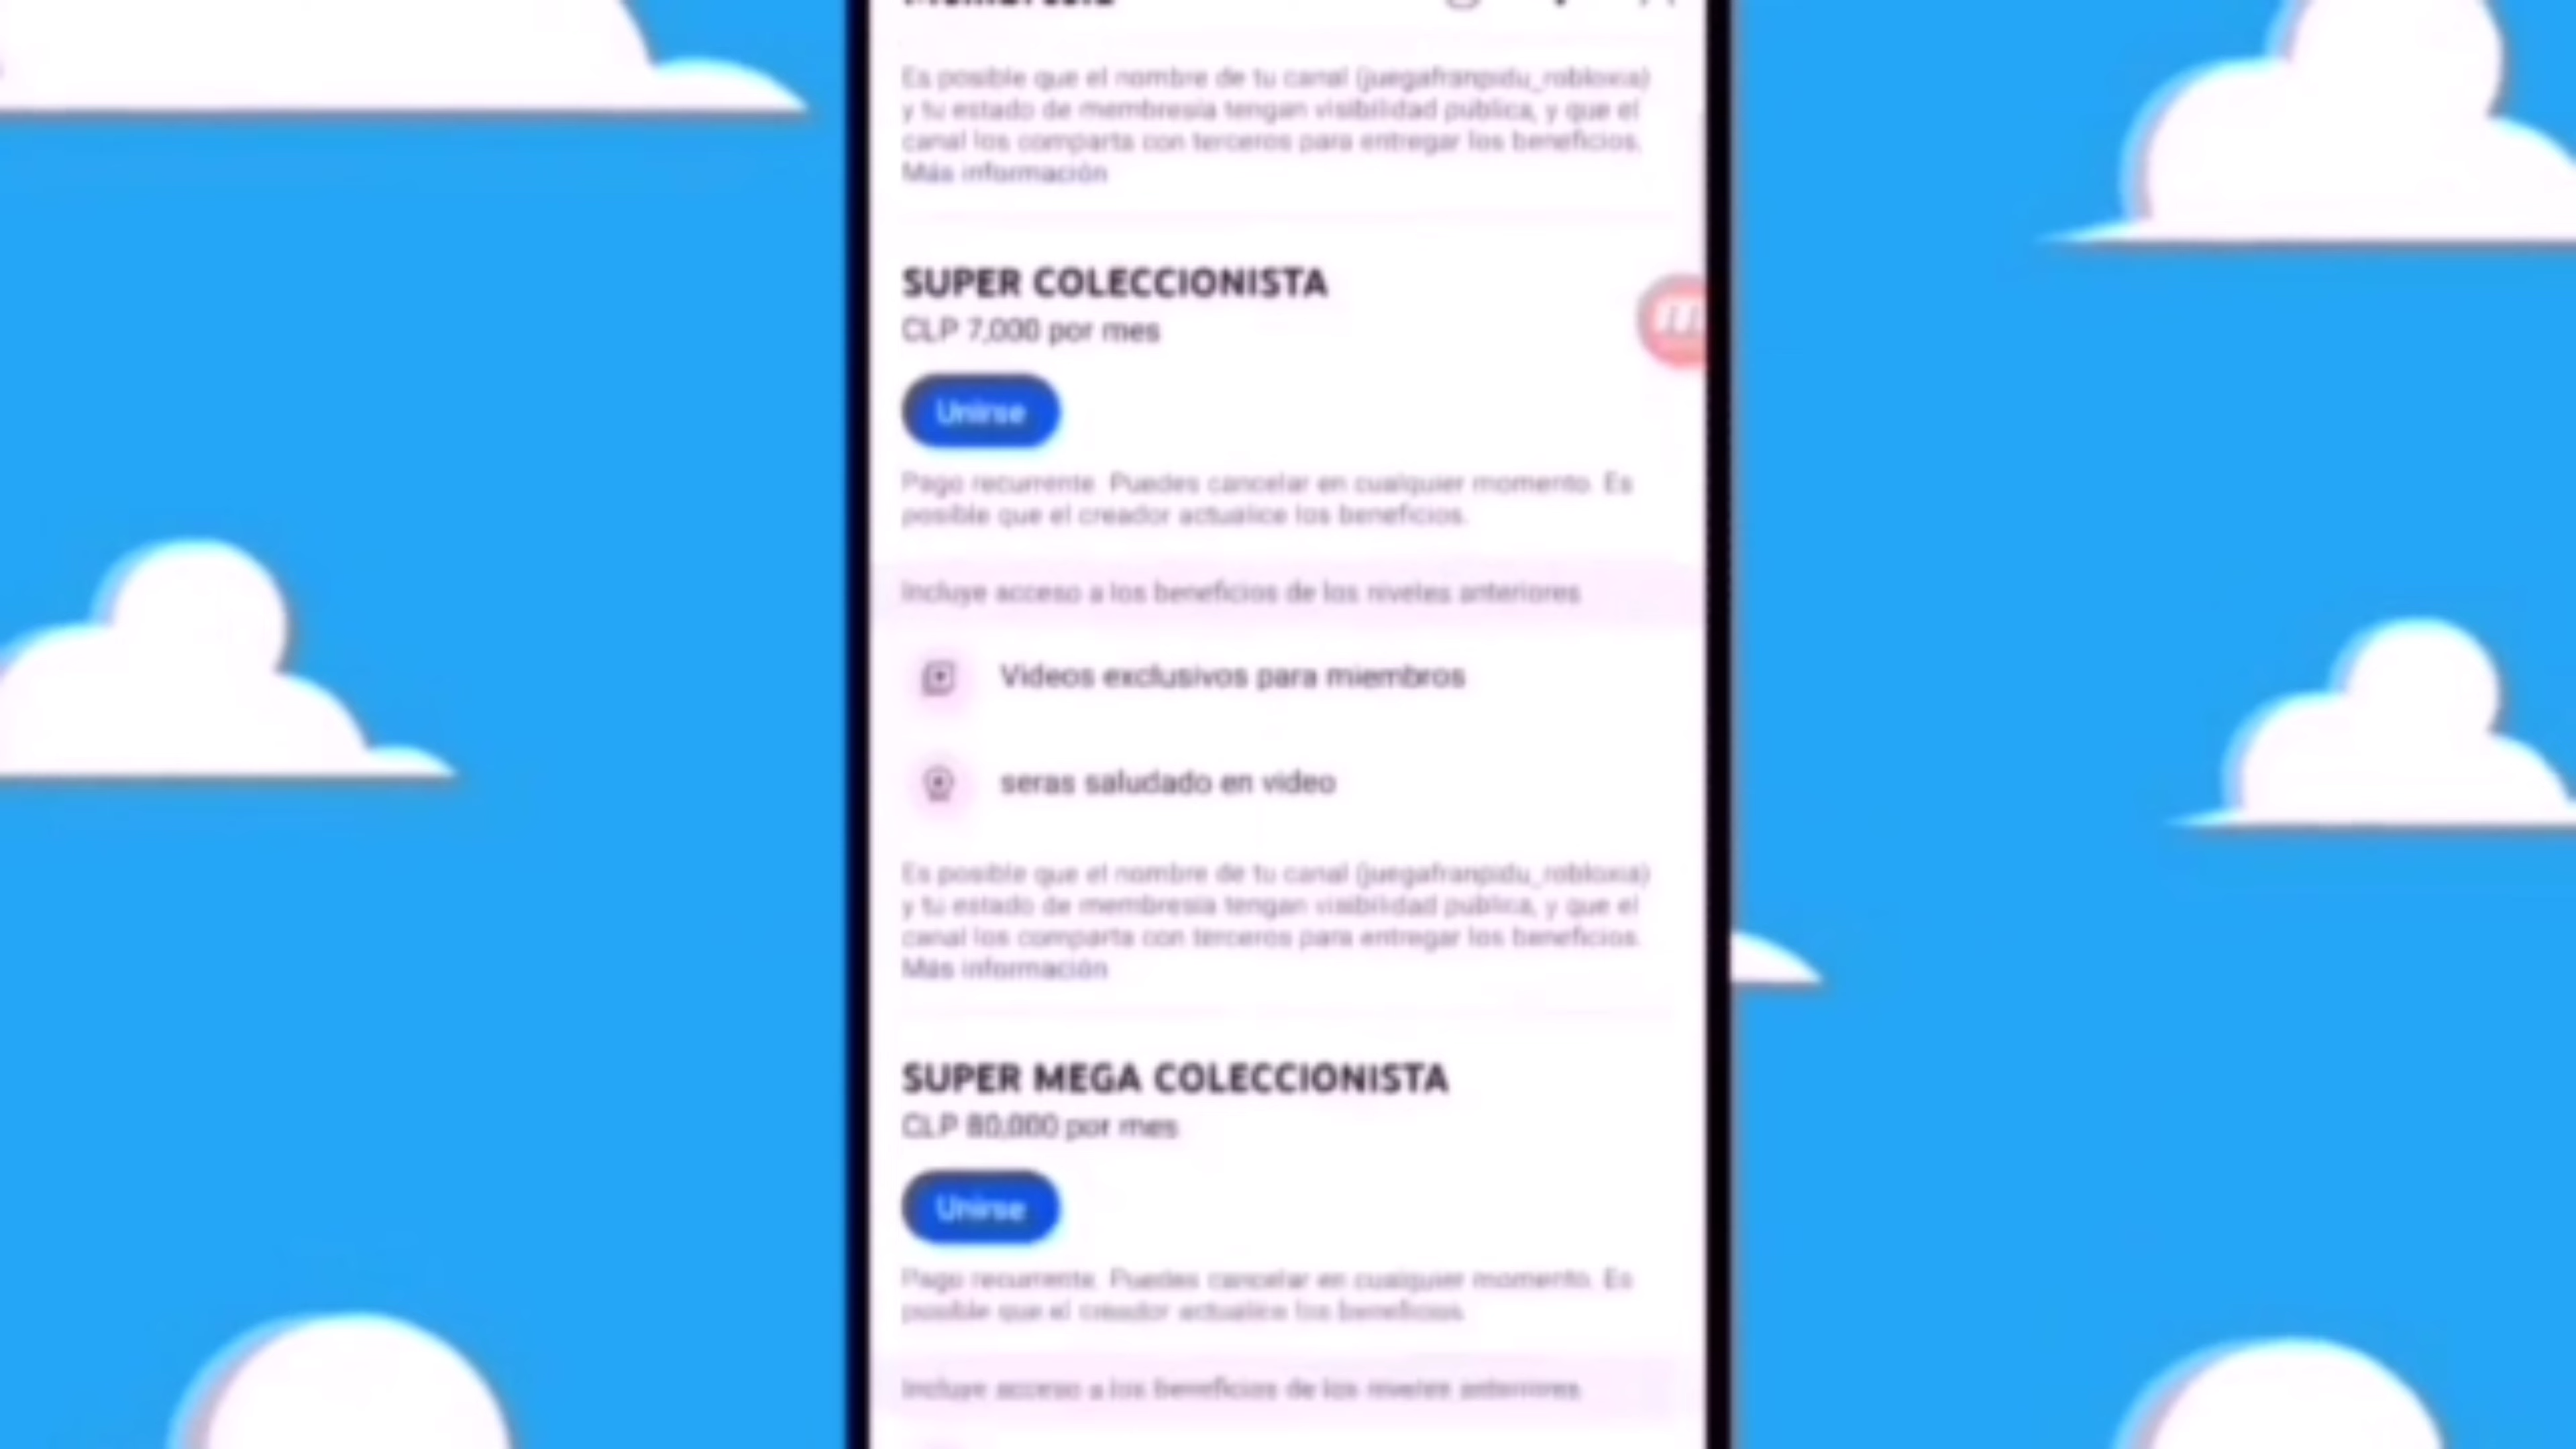 Es posible que el nombre de tu canal (juegafranpidu_robloxia)
y tu estado de membresía tengan visibilidad pública, y que el
canal los comparta con terceros para entregar los beneficios.
Más información
SUPER COLECCIONISTA
CLP 7,000 por mes
Unirse
Pago recurrente. Puedes cancelar en cualquier momento. Es
posible que el creador actualice los beneficios.
Incluye acceso a los beneficios de los niveles anteriores
Videos exclusivos para miembros
seras saludado en video
Es posible que el nombre de tu canal (juegafranpidu_robloxia)
y tu estado de membresía tengan visibilidad pública, y que el
canal los comparta con terceros para entregar los beneficios.
Más información
SUPER MEGA COLECCIONISTA
CLP 80,000 por mes
Unirse
Pago recurrente. Puedes cancelar en cualquier momento. Es
posible que el creador actualice los beneficios.
Incluye acceso a los beneficios de los niveles anteriores